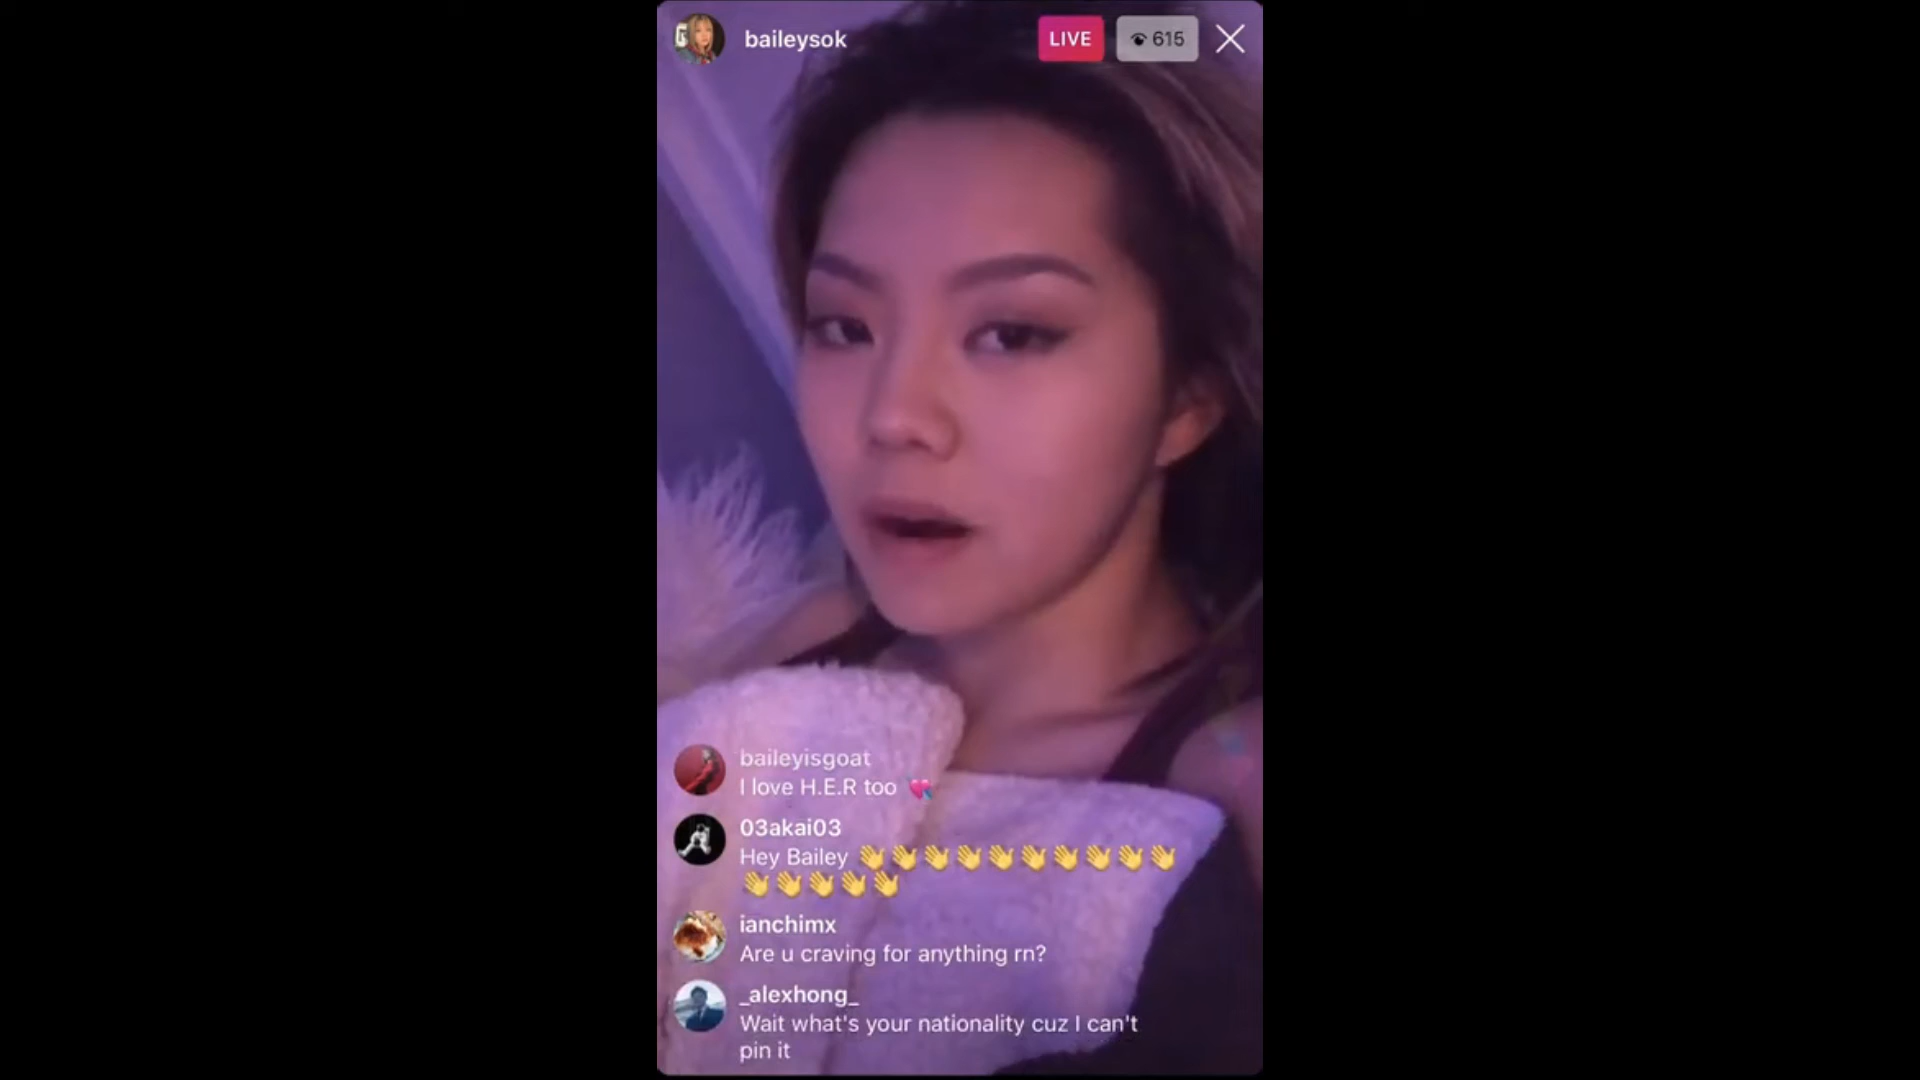 baileysok
LIVE
615
baileyisgoat
I love H.E.R too 💘
03akai03
Hey Bailey 👋👋👋👋👋👋👋👋👋👋
👋👋👋👋👋
ianchimx
Are u craving for anything rn?
_alexhong_
Wait what's your nationality cuz I can't
pin it